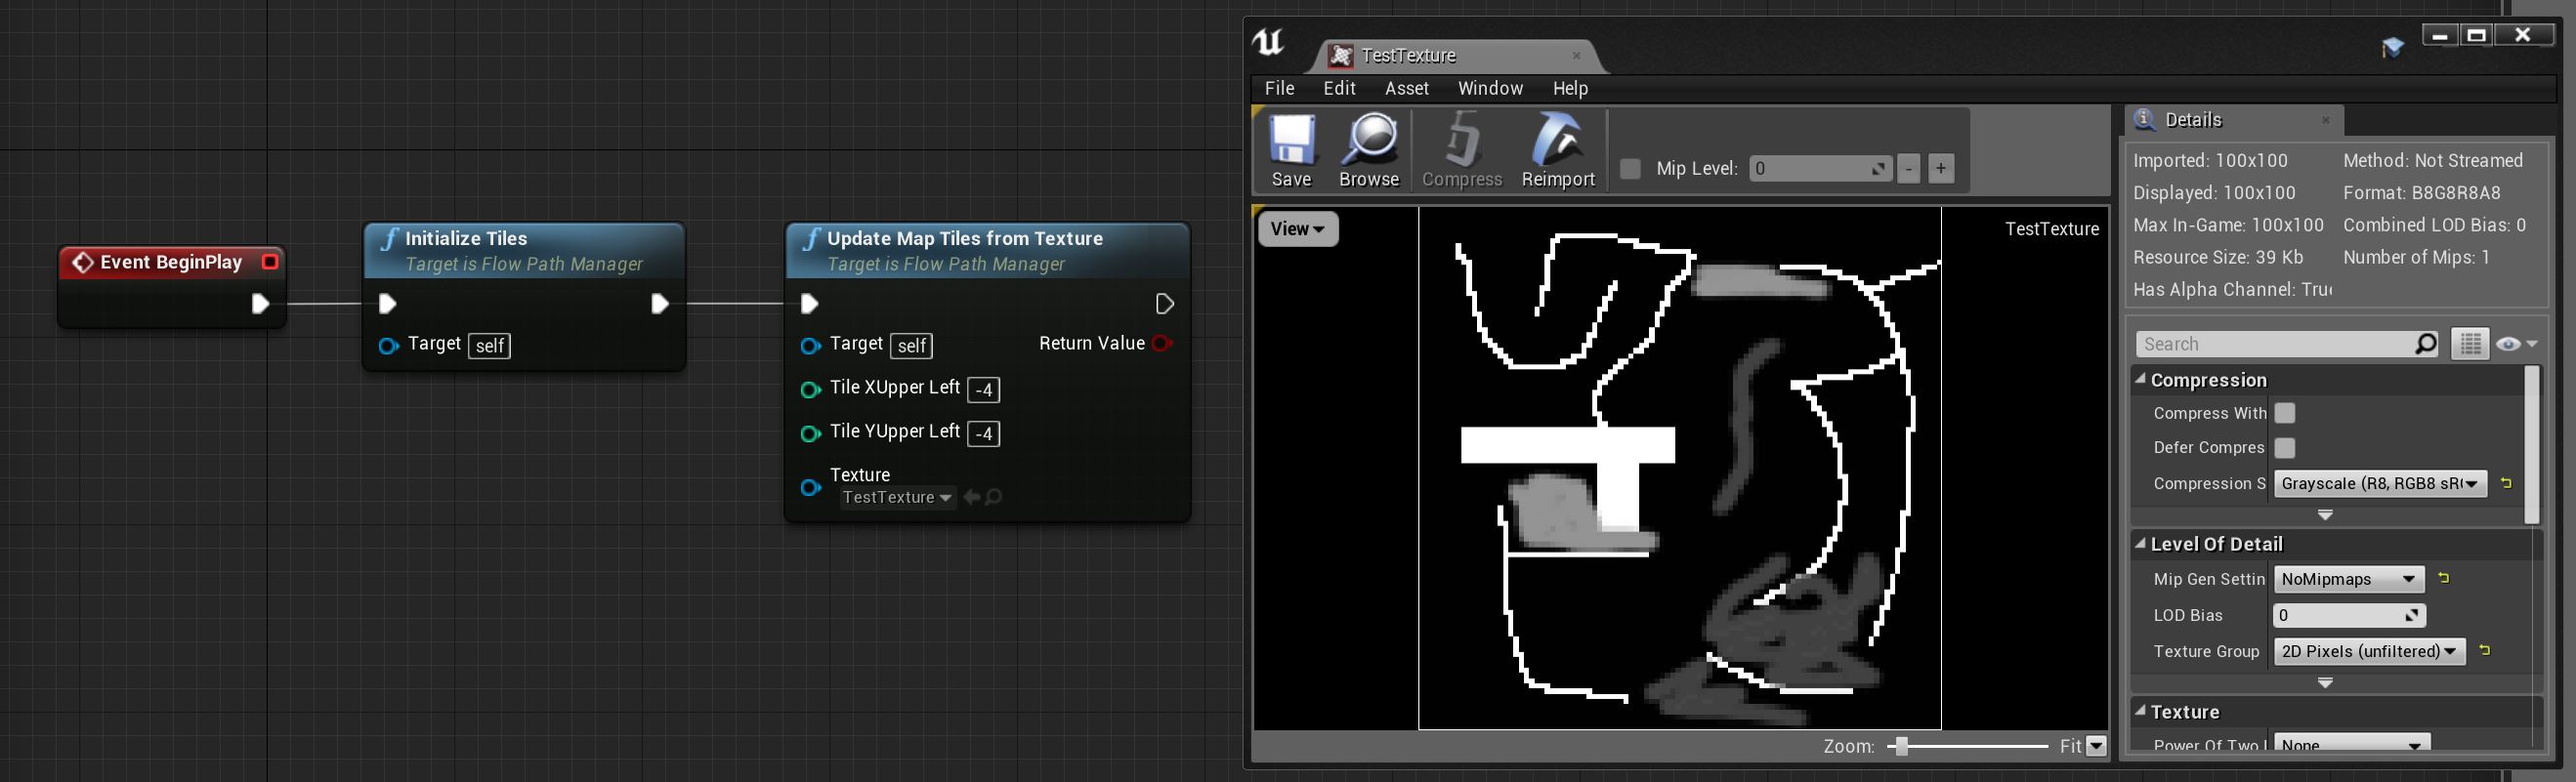 Event BeginPlay
Initialize Tiles
Target is Flow Path Manager
Target self
Update Map Tiles from Texture
Target is Flow Path Manager
Target self
Return Value
Tile XUpper Left -4
Tile YUpper Left -4
Texture
TestTexture
TestTexture
File Edit Asset Window Help
Save Browse Compress Reimport Mip Level: 0 - +
View
TestTexture
Zoom: Fit
Details
Imported: 100x100 Method: Not Streamed
Displayed: 100x100 Format: B8G8R8A8
Max In-Game: 100x100 Combined LOD Bias: 0
Resource Size: 39 Kb Number of Mips: 1
Has Alpha Channel: True
Search
Compression
Compress With
Defer Compres
Compression S Grayscale (R8, RGB8 sR
Level Of Detail
Mip Gen Settin NoMipmaps
LOD Bias 0
Texture Group 2D Pixels (unfiltered)
Texture
Power Of Two None